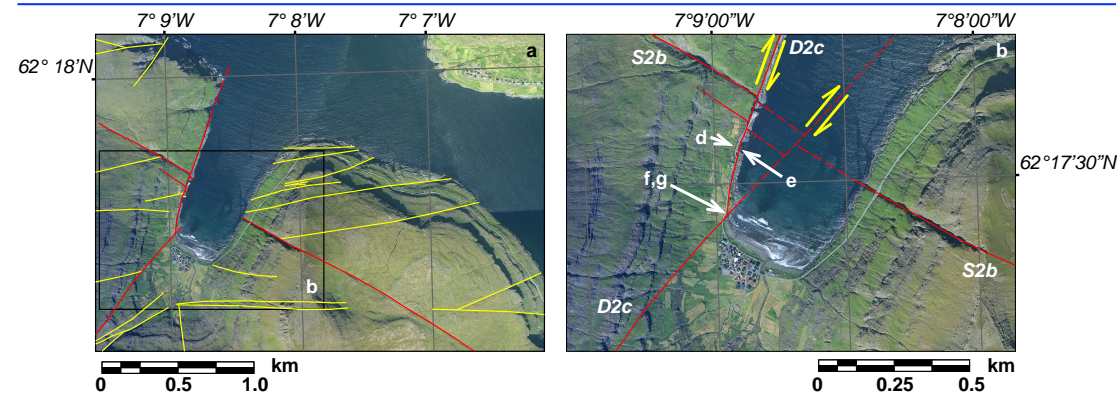 7° 9'W 7° 8'W 7° 7'W
62° 18'N
a
b
km
0 0.5 1.0
7°9'00"W 7°8'00"W
b
D2c
S2b
d
e
62°17'30"N
f,g
S2b
D2c
km
0 0.25 0.5